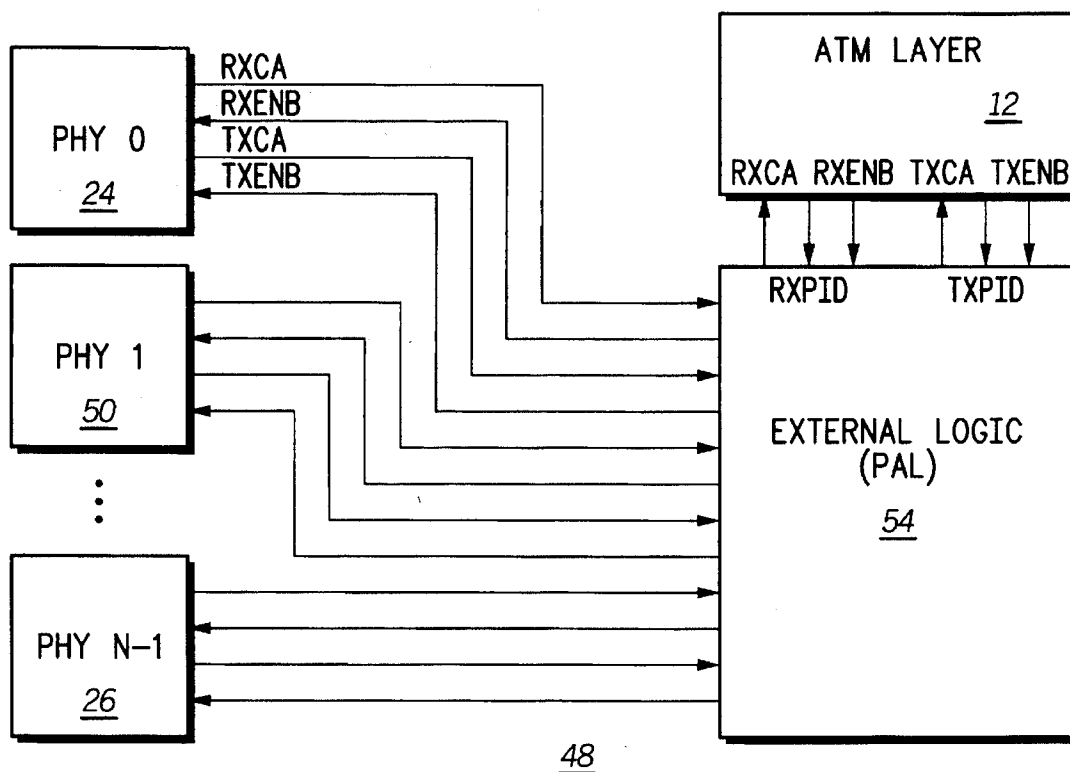 RXCA
RXENB
TXCA
TXENB
PHY 0
24
PHY 1
50
PHY N-1
26
ATM LAYER
12
RXCA RXENB TXCA TXENB
RXPID TXPID
EXTERNAL LOGIC
(PAL)
54
48